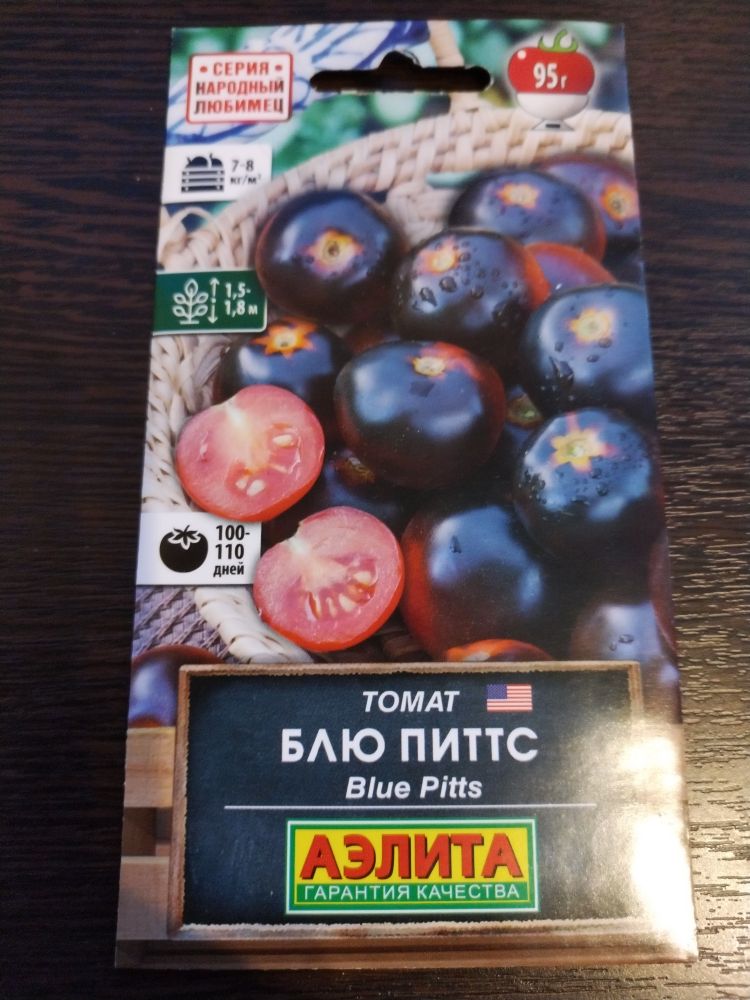 СЕРИЯ
НАРОДНЫЙ
ЛЮБИМЕЦ
95 г
7-8
кг/м²
1,5-
1,8 м
100-
110
дней
ТОМАТ
БЛЮ ПИТТС
Blue Pitts
АЭЛИТА
ГАРАНТИЯ КАЧЕСТВА